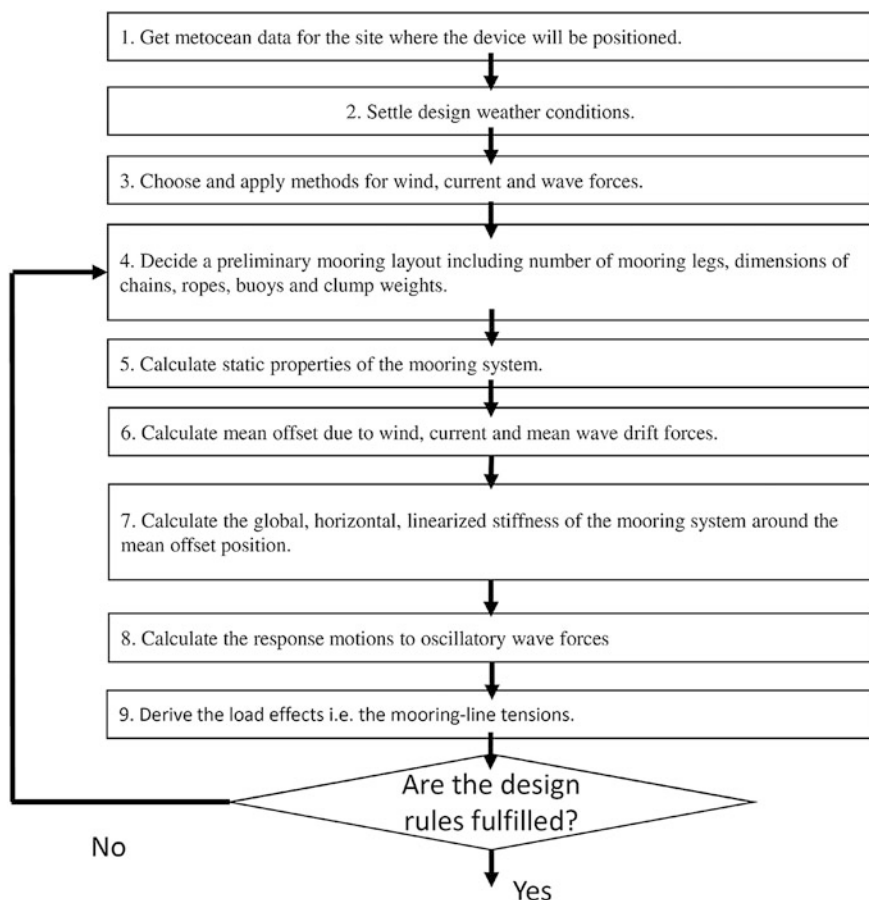 1. Get metocean data for the site where the device will be positioned.
2. Settle design weather conditions.
3. Choose and apply methods for wind, current and wave forces.
4. Decide a preliminary mooring layout including number of mooring legs, dimensions of
chains, ropes, buoys and clump weights.
5. Calculate static properties of the mooring system.
6. Calculate mean offset due to wind, current and mean wave drift forces.
7. Calculate the global, horizontal, linearized stiffness of the mooring system around the
mean offset position.
8. Calculate the response motions to oscillatory wave forces
9. Derive the load effects i.e. the mooring-line tensions.
Are the design
rules fulfilled?
No
Yes